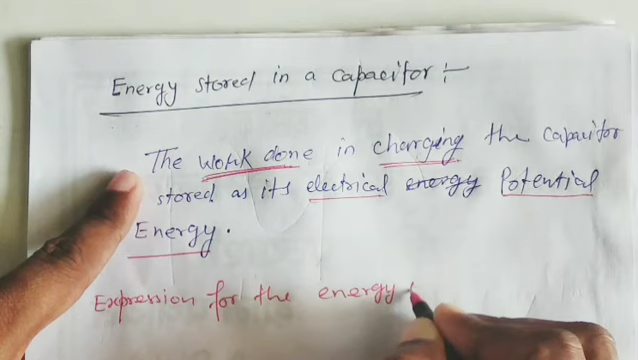 Energy stored in a capacitor :-
The work done in charging the capacitor
stored as its electrical energy Potential
Energy.
Expression for the energy